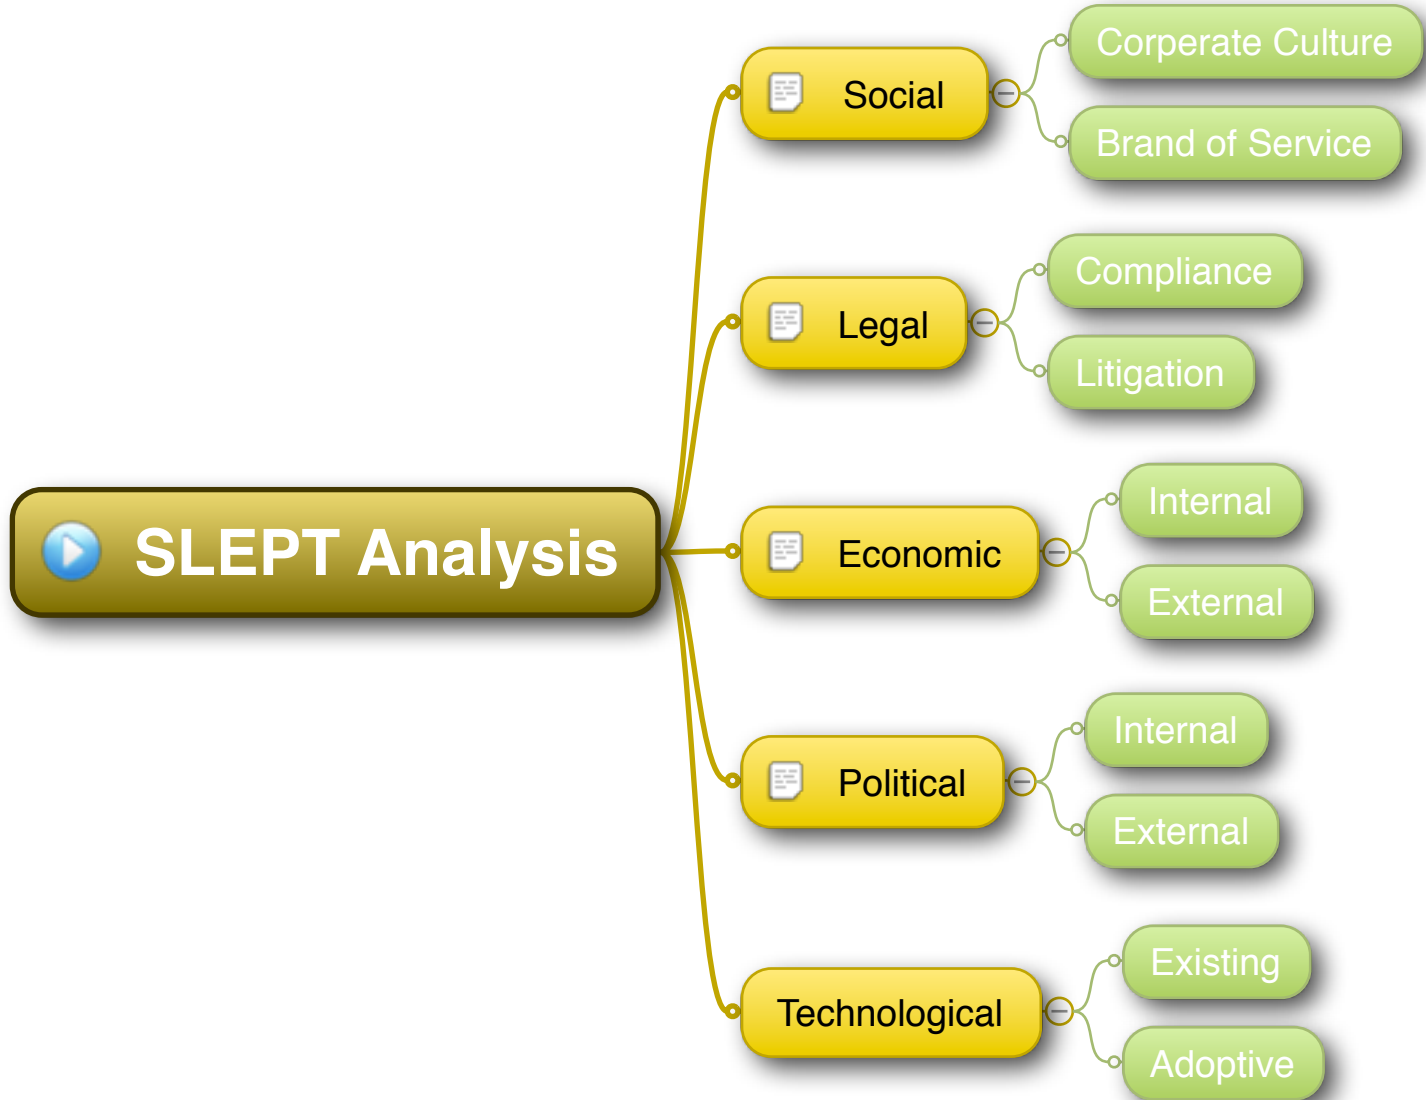 SLEPT Analysis
Social
Corperate Culture
Brand of Service
Legal
Compliance
Litigation
Economic
Internal
External
Political
Internal
External
Technological
Existing
Adoptive